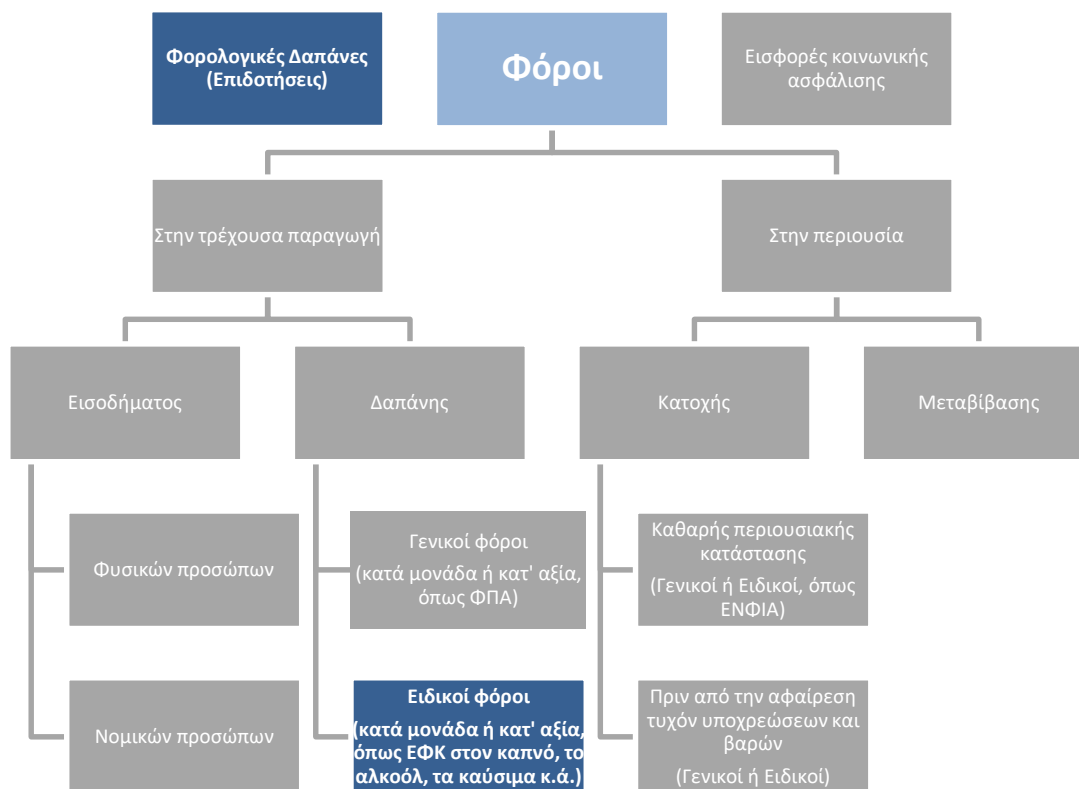 Φορολογικές Δαπάνες
(Επιδοτήσεις)
Φόροι
Εισφορές κοινωνικής
ασφάλισης
Στην τρέχουσα παραγωγή
Στην περιουσία
Εισοδήματος
Δαπάνης
Κατοχής
Μεταβίβασης
Φυσικών προσώπων
Γενικοί φόροι
(κατά μονάδα ή κατ' αξία,
όπως ΦΠΑ)
Καθαρής περιουσιακής
κατάστασης
(Γενικοί ή Ειδικοί, όπως
ΕΝΦΙΑ)
Νομικών προσώπων
Ειδικοί φόροι
(κατά μονάδα ή κατ' αξία,
όπως ΕΦΚ στον καπνό, το
αλκοόλ, τα καύσιμα κ.ά.)
Πριν από την αφαίρεση
τυχόν υποχρεώσεων και
βαρών
(Γενικοί ή Ειδικοί)